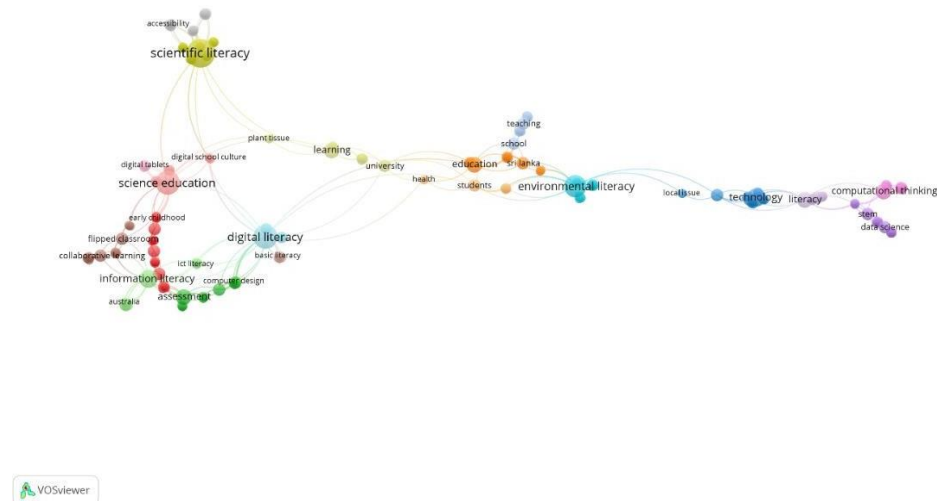 accessibility
scientific literacy
teaching
plant tissue
school
learning
digital school culture
digital tablets
university
education
sri lanka
science education
health
students
environmental literacy
local issue
technology
literacy
computational thinking
stem
data science
early childhood
flipped classroom
digital literacy
collaborative learning
basic literacy
ict literacy
information literacy
computer design
assessment
australia
VOSviewer